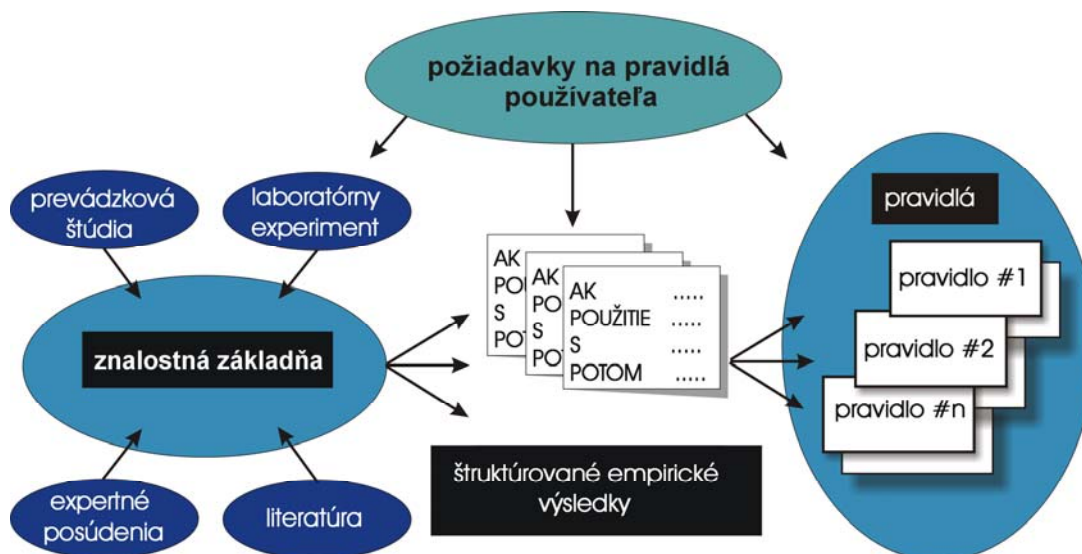 požiadavky na pravidlá
používateľa
prevádzková
štúdia
laboratórny
experiment
znalostná základňa
expertné
posúdenia
literatúra
AK
POU
S
POT
AK
PO
S
POT
AK .....
POUŽITIE .....
S .....
POTOM .....
štruktúrované empirické
výsledky
pravidlá
pravidlo #1
pravidlo #2
pravidlo #n